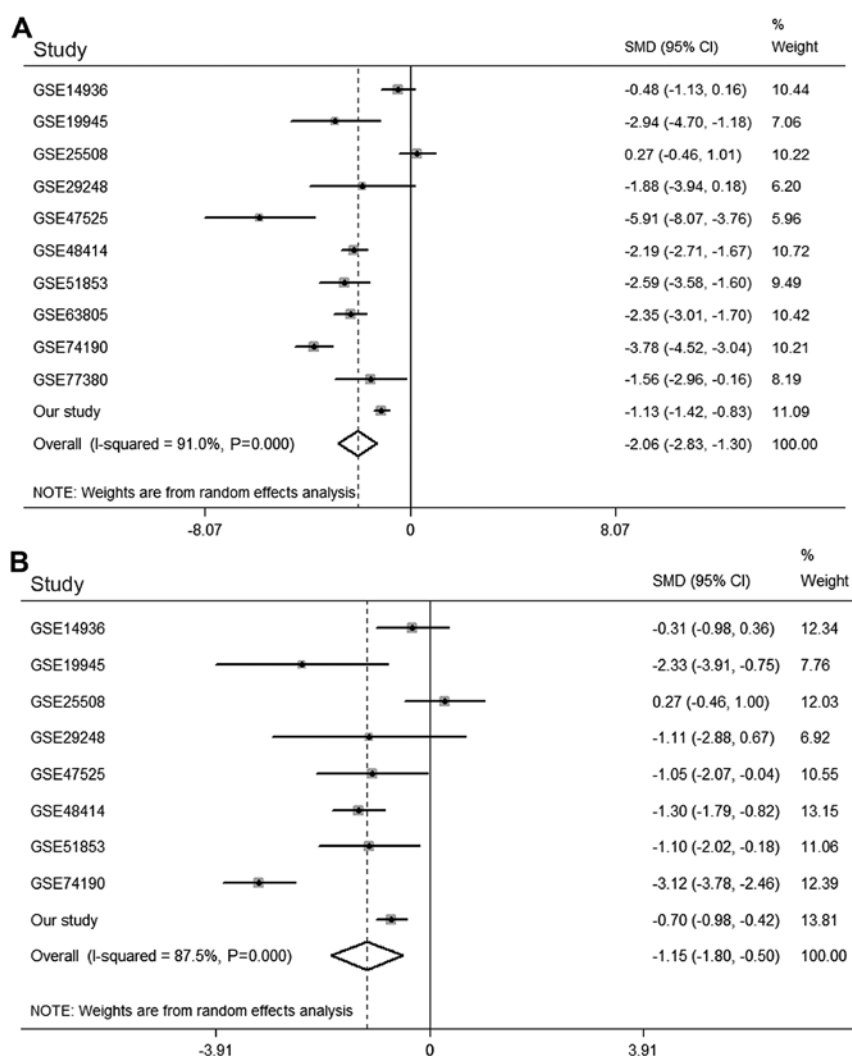 A
%
Study SMD (95% CI) Weight
GSE14936 -0.48 (-1.13, 0.16) 10.44
GSE19945 -2.94 (-4.70, -1.18) 7.06
GSE25508 0.27 (-0.46, 1.01) 10.22
GSE29248 -1.88 (-3.94, 0.18) 6.20
GSE47525 -5.91 (-8.07, -3.76) 5.96
GSE48414 -2.19 (-2.71, -1.67) 10.72
GSE51853 -2.59 (-3.58, -1.60) 9.49
GSE63805 -2.35 (-3.01, -1.70) 10.42
GSE74190 -3.78 (-4.52, -3.04) 10.21
GSE77380 -1.56 (-2.96, -0.16) 8.19
Our study -1.13 (-1.42, -0.83) 11.09
Overall (I-squared = 91.0%, P=0.000) -2.06 (-2.83, -1.30) 100.00
NOTE: Weights are from random effects analysis
-8.07 0 8.07
B
%
Study SMD (95% CI) Weight
GSE14936 -0.31 (-0.98, 0.36) 12.34
GSE19945 -2.33 (-3.91, -0.75) 7.76
GSE25508 0.27 (-0.46, 1.00) 12.03
GSE29248 -1.11 (-2.88, 0.67) 6.92
GSE47525 -1.05 (-2.07, -0.04) 10.55
GSE48414 -1.30 (-1.79, -0.82) 13.15
GSE51853 -1.10 (-2.02, -0.18) 11.06
GSE74190 -3.12 (-3.78, -2.46) 12.39
Our study -0.70 (-0.98, -0.42) 13.81
Overall (I-squared = 87.5%, P=0.000) -1.15 (-1.80, -0.50) 100.00
NOTE: Weights are from random effects analysis
-3.91 0 3.91